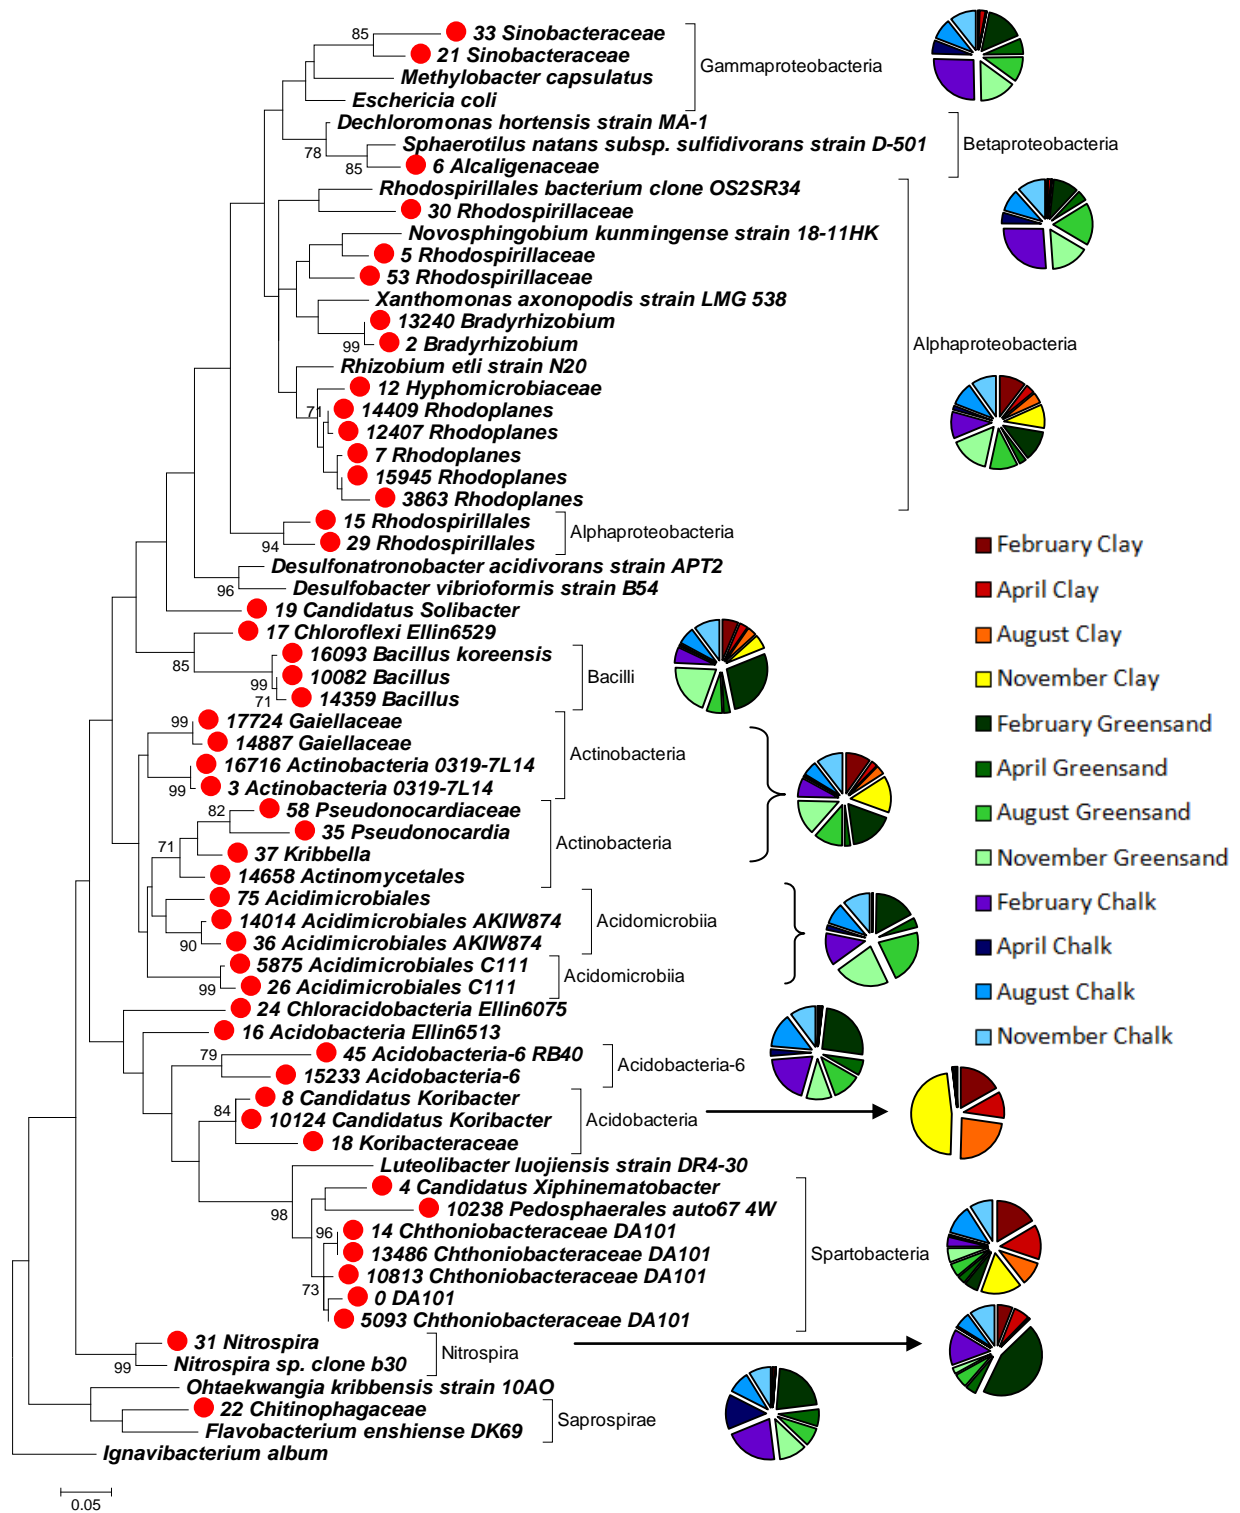 85
33 Sinobacteraceae
21 Sinobacteraceae
Methylobacter capsulatus
Gammaproteobacteria
Eschericia coli
Dechloromonas hortensis strain MA-1
78
Sphaerotilus natans subsp. sulfidivorans strain D-501
Betaproteobacteria
85
6 Alcaligenaceae
Rhodospirillales bacterium clone OS2SR34
30 Rhodospirillaceae
Novosphingobium kunmingense strain 18-11HK
5 Rhodospirillaceae
53 Rhodospirillaceae
Xanthomonas axonopodis strain LMG 538
13240 Bradyrhizobium
99
2 Bradyrhizobium
Alphaproteobacteria
Rhizobium etli strain N20
12 Hyphomicrobiaceae
71
14409 Rhodoplanes
12407 Rhodoplanes
7 Rhodoplanes
15945 Rhodoplanes
3863 Rhodoplanes
15 Rhodospirillales
Alphaproteobacteria
94
29 Rhodospirillales
Desulfonatronobacter acidivorans strain APT2
96
Desulfobacter vibrioformis strain B54
19 Candidatus Solibacter
17 Chloroflexi Ellin6529
85
16093 Bacillus koreensis
99
10082 Bacillus
Bacilli
71
14359 Bacillus
99
17724 Gaiellaceae
14887 Gaiellaceae
Actinobacteria
16716 Actinobacteria 0319-7L14
99
3 Actinobacteria 0319-7L14
82
58 Pseudonocardiaceae
35 Pseudonocardia
Actinobacteria
71
37 Kribbella
14658 Actinomycetales
75 Acidimicrobiales
14014 Acidimicrobiales AKIW874
Acidomicrobiia
90
36 Acidimicrobiales AKIW874
5875 Acidimicrobiales C111
Acidomicrobiia
99
26 Acidimicrobiales C111
24 Chloracidobacteria Ellin6075
16 Acidobacteria Ellin6513
79
45 Acidobacteria-6 RB40
Acidobacteria-6
15233 Acidobacteria-6
8 Candidatus Koribacter
84
10124 Candidatus Koribacter
Acidobacteria
18 Koribacteraceae
Luteolibacter luojiensis strain DR4-30
4 Candidatus Xiphinematobacter
98
10238 Pedosphaerales auto67 4W
96
14 Chthoniobacteraceae DA101
13486 Chthoniobacteraceae DA101
Spartobacteria
10813 Chthoniobacteraceae DA101
73
0 DA101
5093 Chthoniobacteraceae DA101
31 Nitrospira
Nitrospira
99
Nitrospira sp. clone b30
Ohtaekwangia kribbensis strain 10AO
22 Chitinophagaceae
Saprospirae
Flavobacterium enshiense DK69
Ignavibacterium album
0.05
February Clay
April Clay
August Clay
November Clay
February Greensand
April Greensand
August Greensand
November Greensand
February Chalk
April Chalk
August Chalk
November Chalk